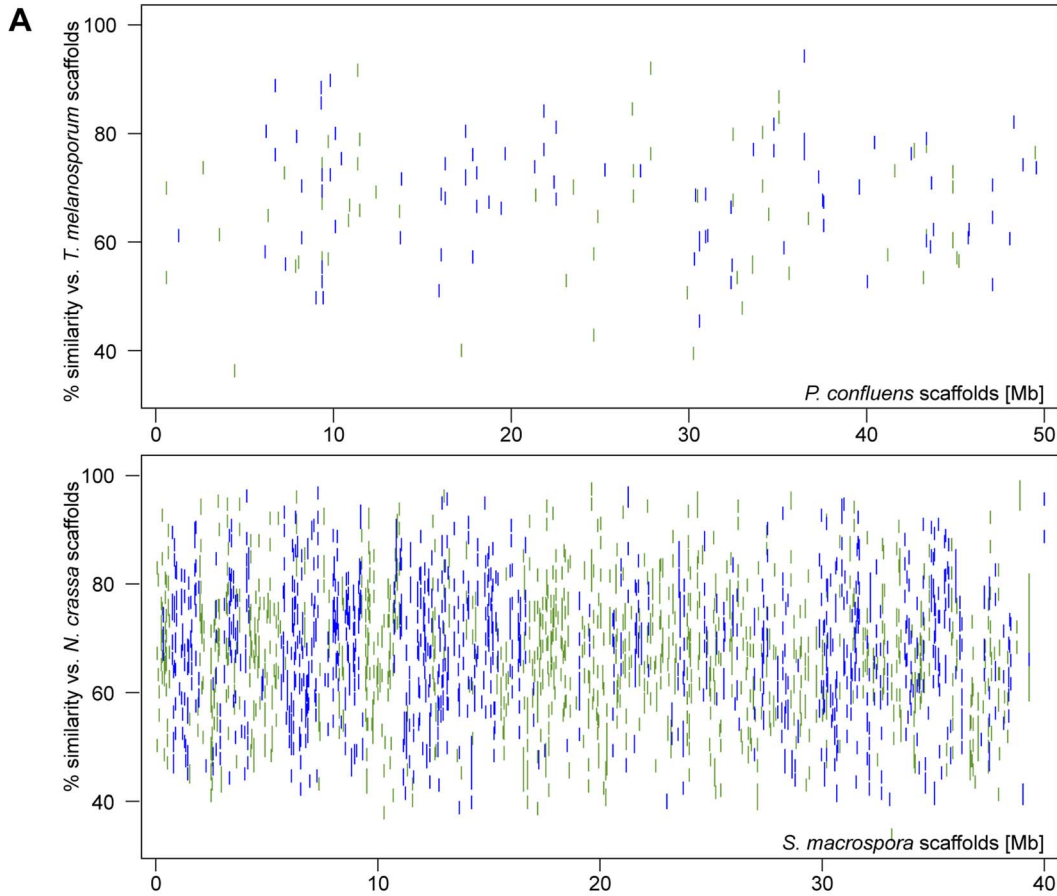 A
% similarity vs. T. melanosporum scaffolds
100
80
60
40
P. confluens scaffolds [Mb]
0 10 20 30 40 50
% similarity vs. N. crassa scaffolds
100
80
60
40
S. macrospora scaffolds [Mb]
0 10 20 30 40